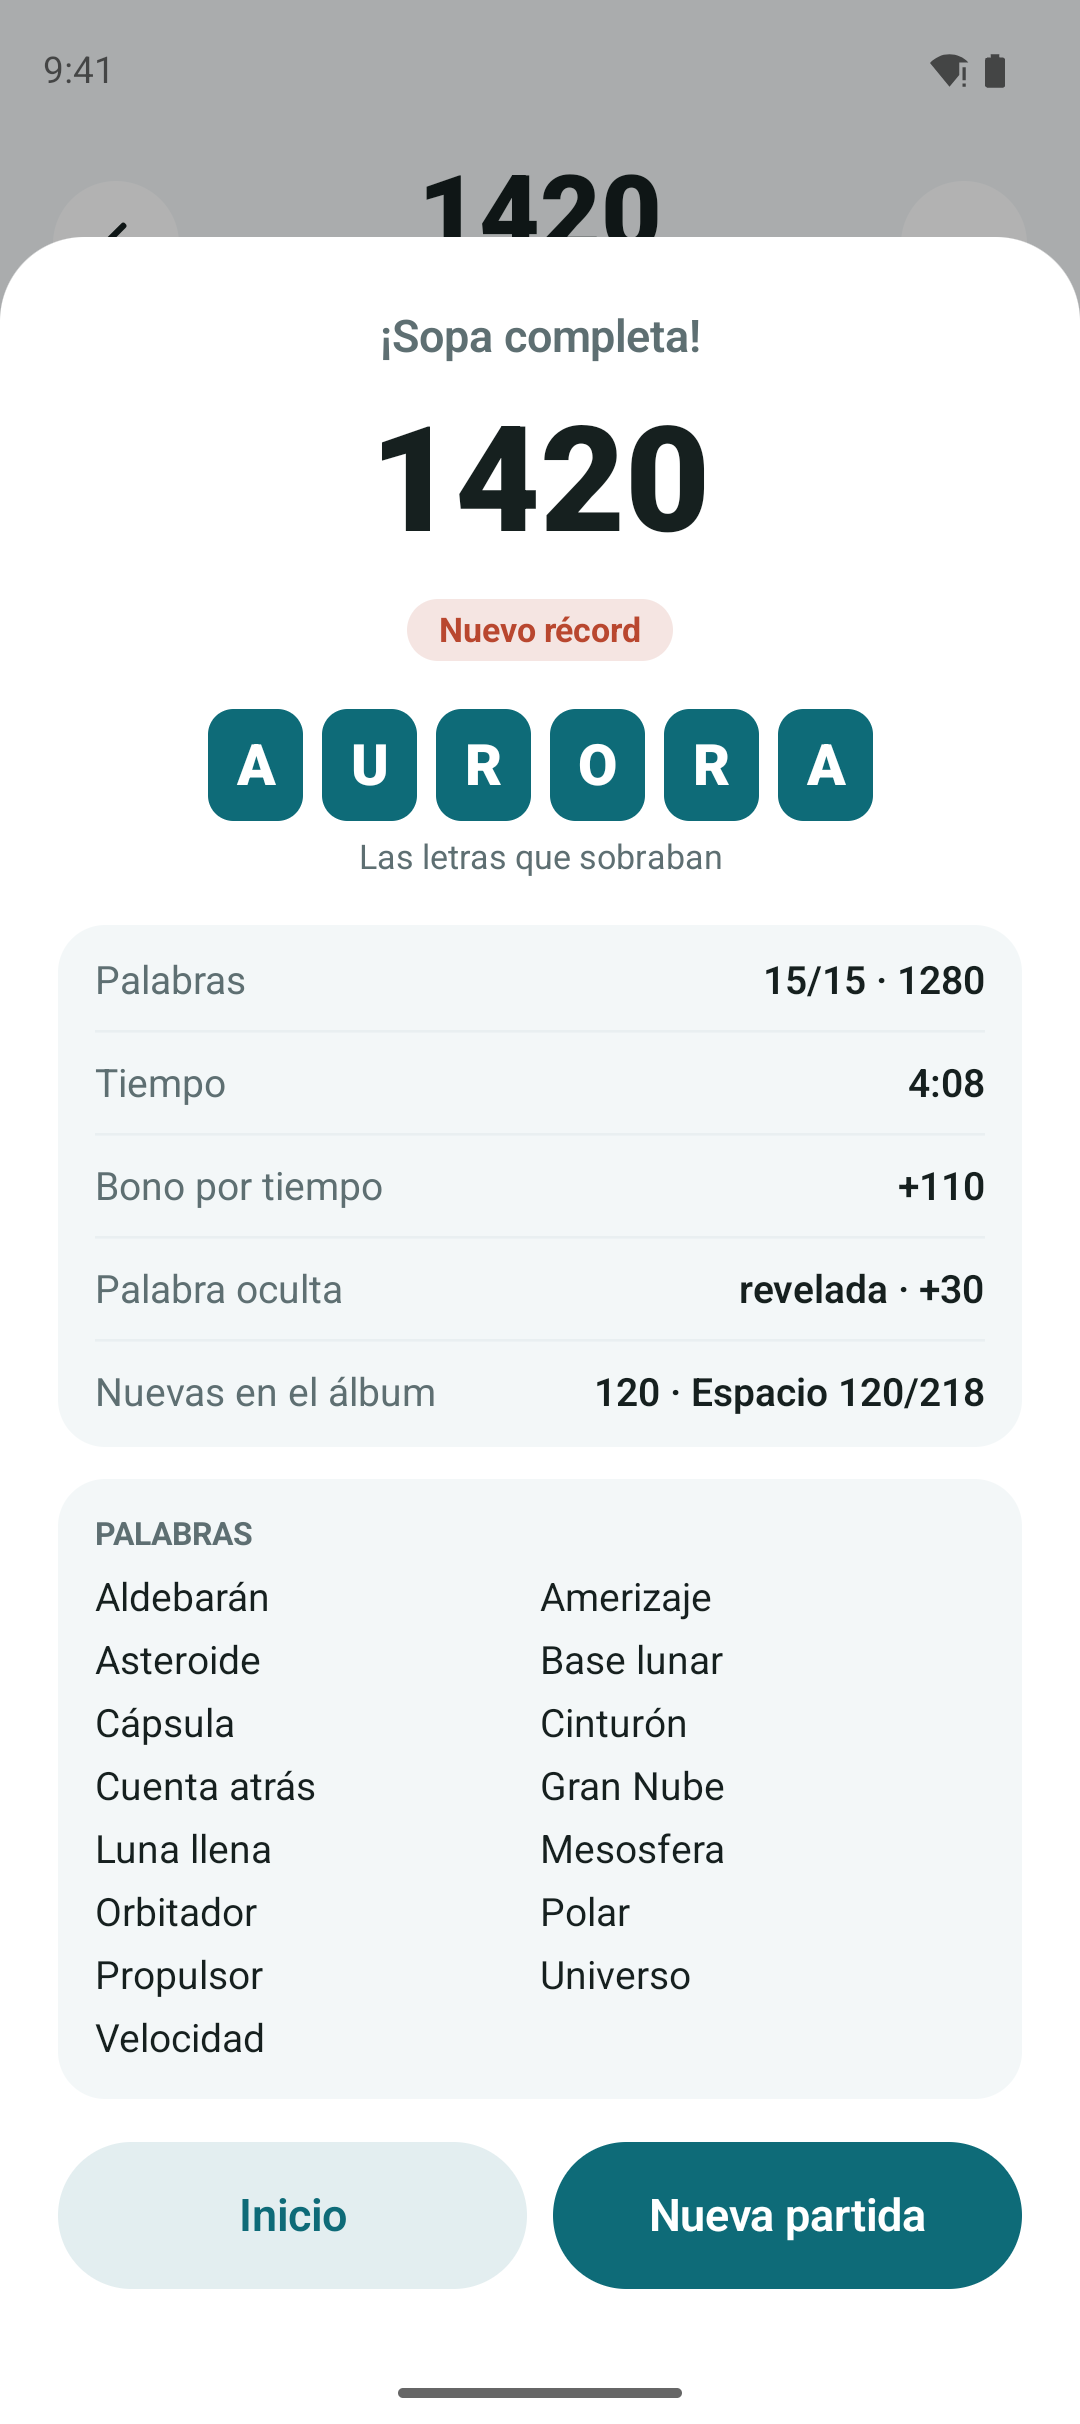 9:41
1420
¡Sopa completa!
1420
Nuevo récord
A U R O R A
Las letras que sobraban
Palabras 15/15 · 1280
Tiempo 4:08
Bono por tiempo +110
Palabra oculta revelada · +30
Nuevas en el álbum 120 · Espacio 120/218
PALABRAS
Aldebarán Amerizaje
Asteroide Base lunar
Cápsula Cinturón
Cuenta atrás Gran Nube
Luna llena Mesosfera
Orbitador Polar
Propulsor Universo
Velocidad
Inicio Nueva partida